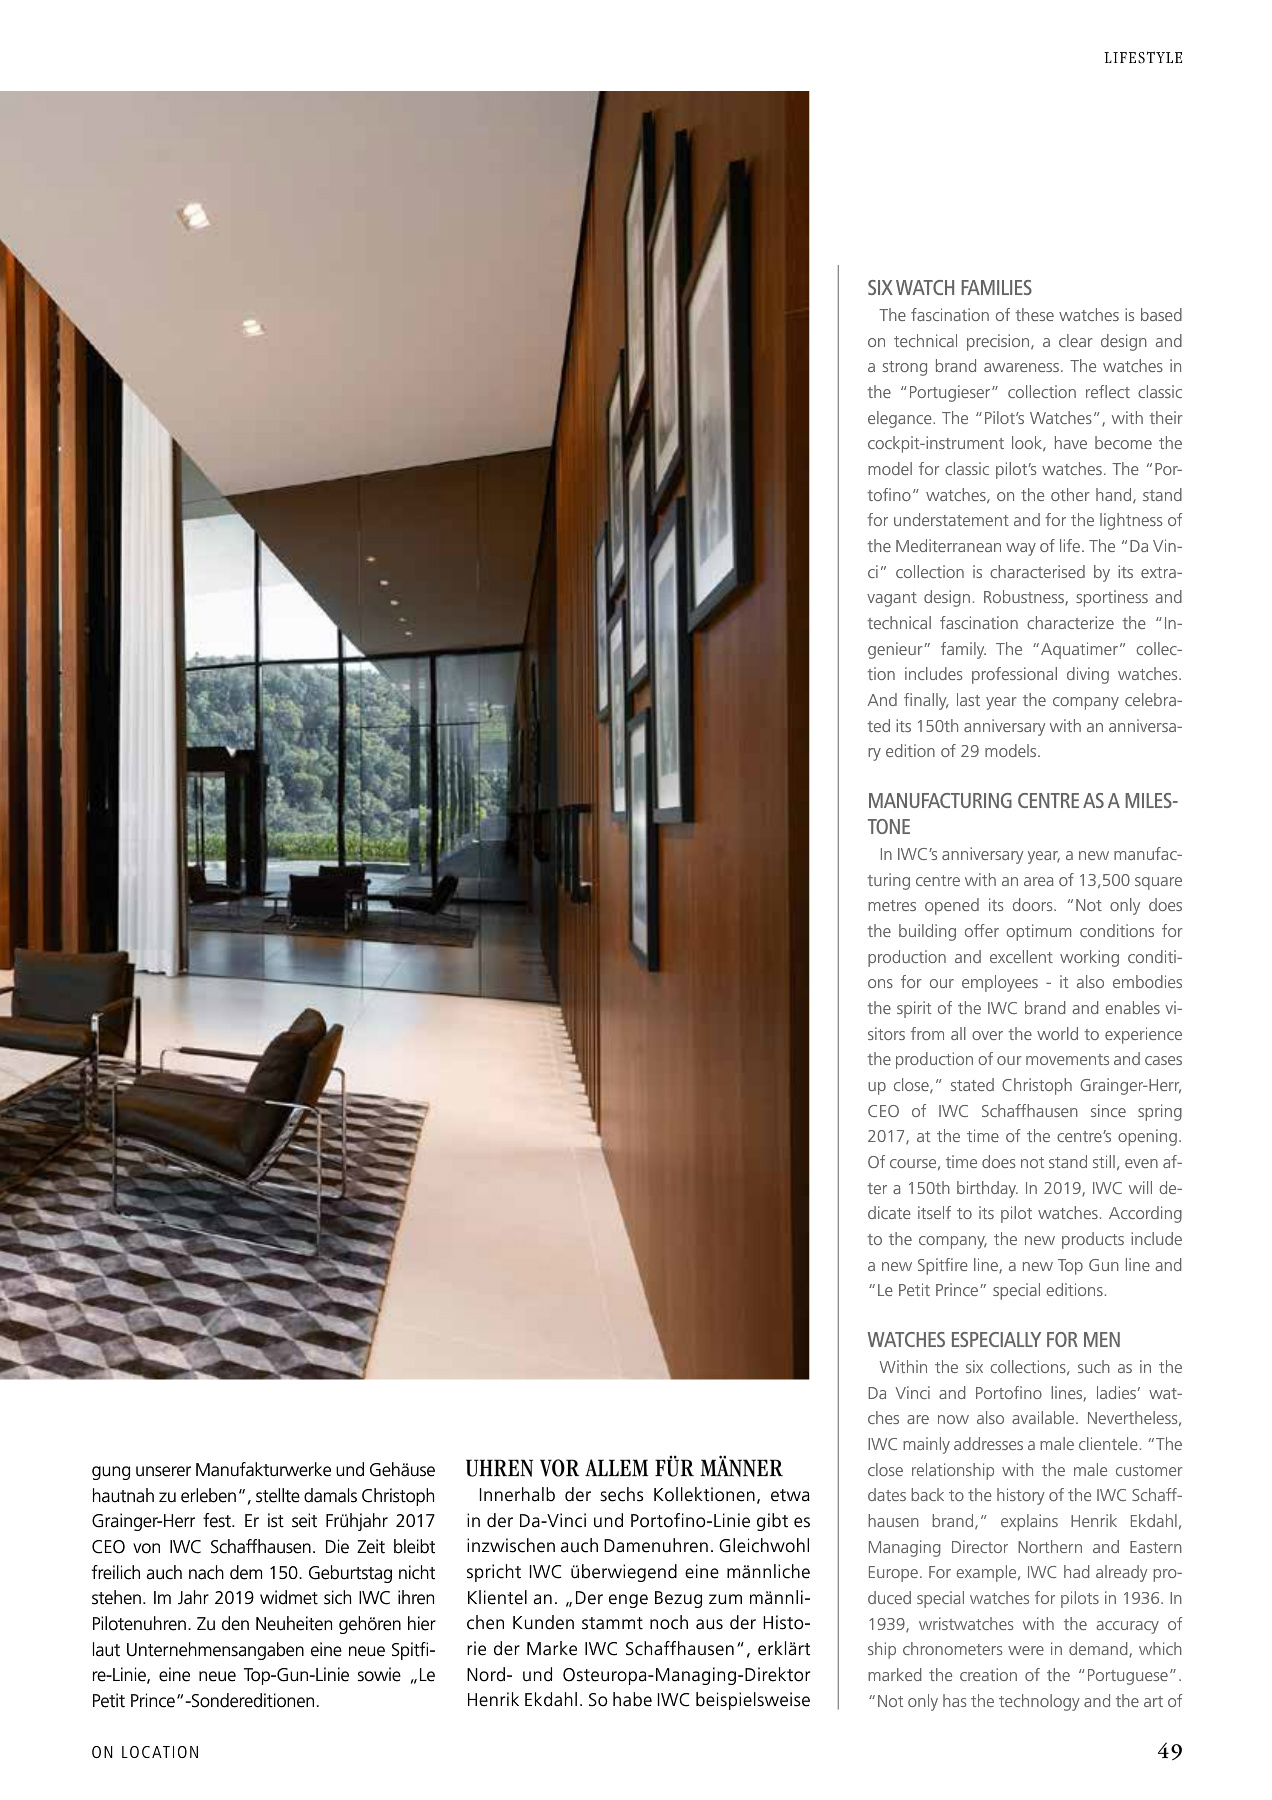 LIFESTYLE
SIX WATCH FAMILIES
The fascination of these watches is based
on technical precision, a clear design and
a strong brand awareness. The watches in
the “Portugieser” collection reflect classic
elegance. The “Pilot’s Watches”, with their
cockpit-instrument look, have become the
model for classic pilot’s watches. The “Por-
tofino” watches, on the other hand, stand
for understatement and for the lightness of
the Mediterranean way of life. The “Da Vin-
ci” collection is characterised by its extra-
vagant design. Robustness, sportiness and
technical fascination characterize the “In-
genieur” family. The “Aquatimer” collec-
tion includes professional diving watches.
And finally, last year the company celebra-
ted its 150th anniversary with an anniversa-
ry edition of 29 models.
MANUFACTURING CENTRE AS A MILES-
TONE
In IWC’s anniversary year, a new manufac-
turing centre with an area of 13,500 square
metres opened its doors. “Not only does
the building offer optimum conditions for
production and excellent working conditi-
ons for our employees - it also embodies
the spirit of the IWC brand and enables vi-
sitors from all over the world to experience
the production of our movements and cases
up close,” stated Christoph Grainger-Herr,
CEO of IWC Schaffhausen since spring
2017, at the time of the centre’s opening.
Of course, time does not stand still, even af-
ter a 150th birthday. In 2019, IWC will de-
dicate itself to its pilot watches. According
to the company, the new products include
a new Spitfire line, a new Top Gun line and
“Le Petit Prince” special editions.
WATCHES ESPECIALLY FOR MEN
Within the six collections, such as in the
Da Vinci and Portofino lines, ladies’ wat-
ches are now also available. Nevertheless,
IWC mainly addresses a male clientele. “The
close relationship with the male customer
dates back to the history of the IWC Schaff-
hausen brand,” explains Henrik Ekdahl,
Managing Director Northern and Eastern
Europe. For example, IWC had already pro-
duced special watches for pilots in 1936. In
1939, wristwatches with the accuracy of
ship chronometers were in demand, which
marked the creation of the “Portuguese”.
“Not only has the technology and the art of
gung unserer Manufakturwerke und Gehäuse
hautnah zu erleben“, stellte damals Christoph
Grainger-Herr fest. Er ist seit Frühjahr 2017
CEO von IWC Schaffhausen. Die Zeit bleibt
freilich auch nach dem 150. Geburtstag nicht
stehen. Im Jahr 2019 widmet sich IWC ihren
Pilotenuhren. Zu den Neuheiten gehören hier
laut Unternehmensangaben eine neue Spitfi-
re-Linie, eine neue Top-Gun-Linie sowie „Le
Petit Prince”-Sondereditionen.
UHREN VOR ALLEM FÜR MÄNNER
Innerhalb der sechs Kollektionen, etwa
in der Da-Vinci und Portofino-Linie gibt es
inzwischen auch Damenuhren. Gleichwohl
spricht IWC überwiegend eine männliche
Klientel an. „Der enge Bezug zum männli-
chen Kunden stammt noch aus der Histo-
rie der Marke IWC Schaffhausen“, erklärt
Nord- und Osteuropa-Managing-Direktor
Henrik Ekdahl. So habe IWC beispielsweise
ON LOCATION
49